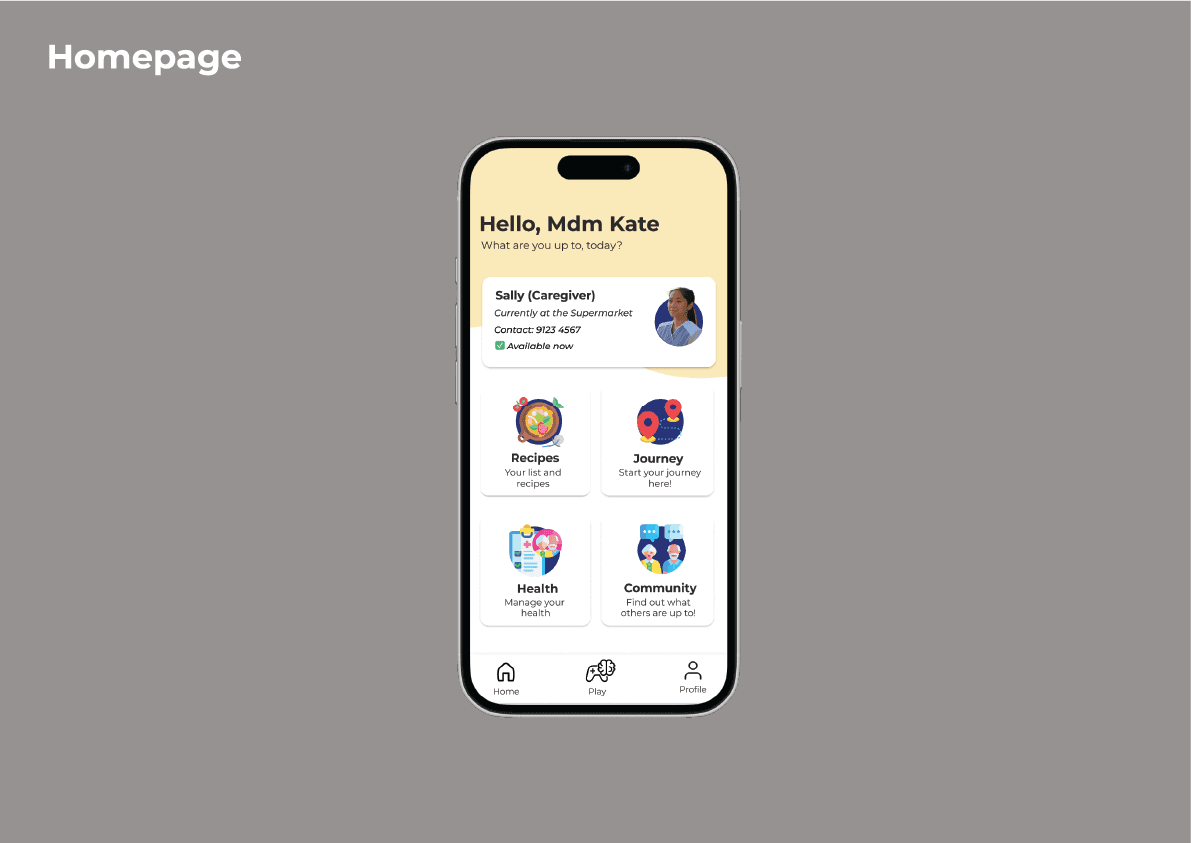 Homepage
Hello, Mdm Kate
What are you up to, today?
Sally (Caregiver)
Currently at the Supermarket
Contact: 9123 4567
✅ Available now
Recipes
Your list and
recipes
Journey
Start your journey
here!
Health
Manage your
health
Community
Find out what
others are up to!
Home
Play
Profile